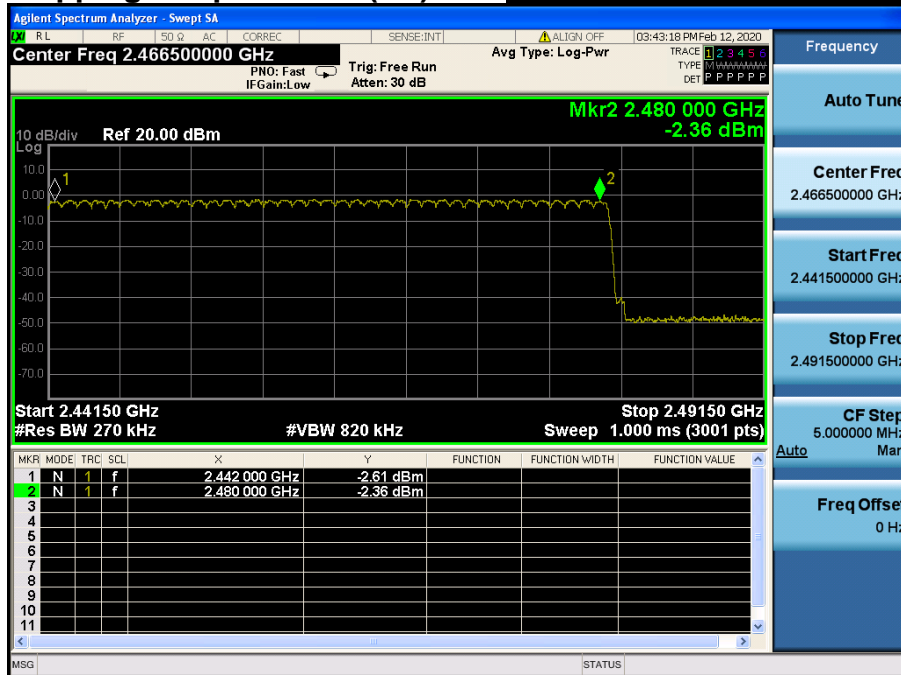 Agilent Spectrum Analyzer - Swept SA
LXI RL RF 50 Ω AC CORREC SENSE:INT ALIGN OFF 03:43:18 PM Feb 12, 2020
Center Freq 2.466500000 GHz
PNO: Fast
IFGain:Low
Trig: Free Run
Atten: 30 dB
Avg Type: Log-Pwr
TRACE 1 2 3 4 5 6
TYPE M WWWWW
DET P P P P P P
Mkr2 2.480 000 GHz
-2.36 dBm
10 dB/div Ref 20.00 dBm
Log
10.0
0.00
-10.0
-20.0
-30.0
-40.0
-50.0
-60.0
-70.0
1
2
Start 2.44150 GHz Stop 2.49150 GHz
#Res BW 270 kHz #VBW 820 kHz Sweep 1.000 ms (3001 pts)
MKR MODE TRC SCL X Y FUNCTION FUNCTION WIDTH FUNCTION VALUE
1 N 1 f 2.442 000 GHz -2.61 dBm
2 N 1 f 2.480 000 GHz -2.36 dBm
3
4
5
6
7
8
9
10
11
MSG STATUS
Frequency
Auto Tune
Center Freq
2.466500000 GHz
Start Freq
2.441500000 GHz
Stop Freq
2.491500000 GHz
CF Step
5.000000 MHz
Auto Man
Freq Offset
0 Hz